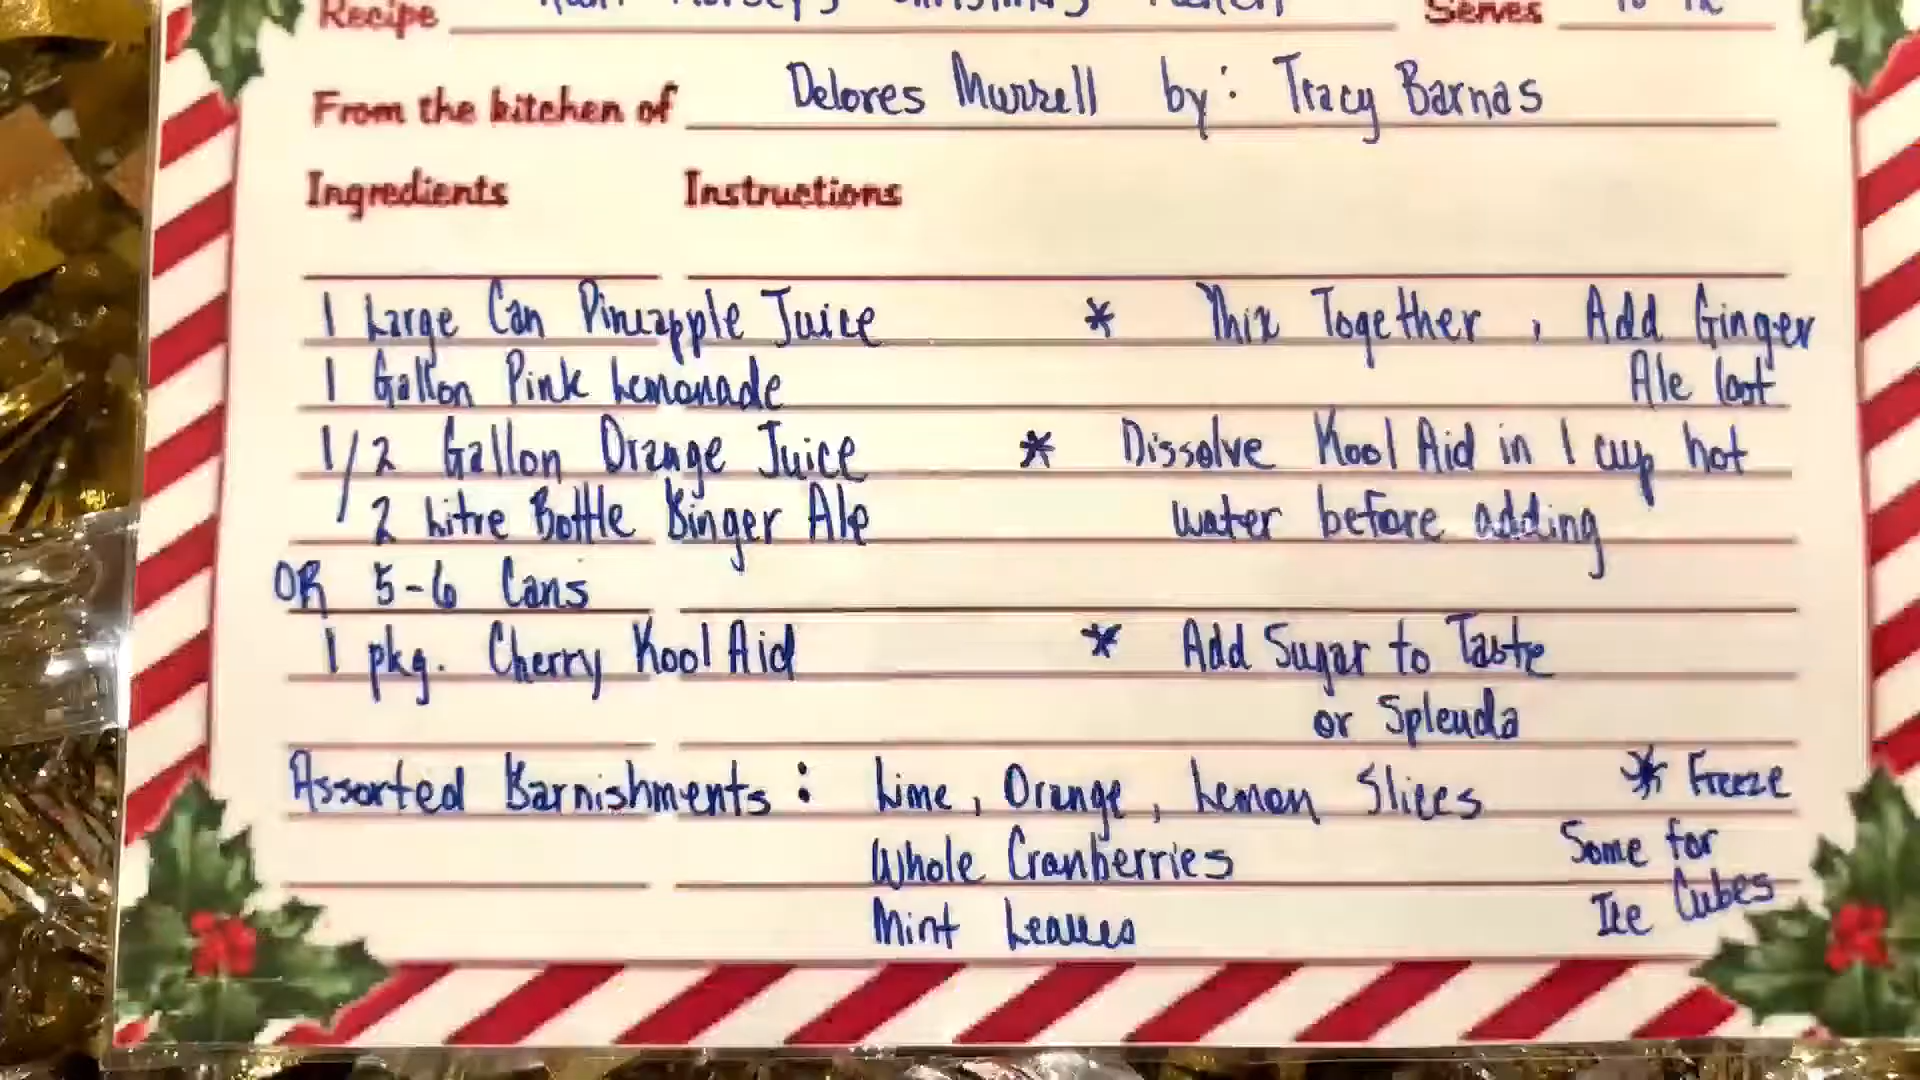 Recipe Christmas Serves
From the kitchen of Delores Murrell by: Tracy Barnas
Ingredients Instructions
1 Large Can Pineapple Juice * Mix Together, Add Ginger
Ale last
1 Gallon Pink Lemonade
1/2 Gallon Orange Juice * Dissolve Kool Aid in 1 cup hot
2 Litre Bottle Ginger Ale water before adding
OR 5-6 Cans
1 pkg. Cherry Kool Aid * Add Sugar to Taste
or Splenda
Assorted Garnishments: Lime, Orange, Lemon Slices * Freeze
Whole Cranberries Some for
Mint Leaves Ice Cubes